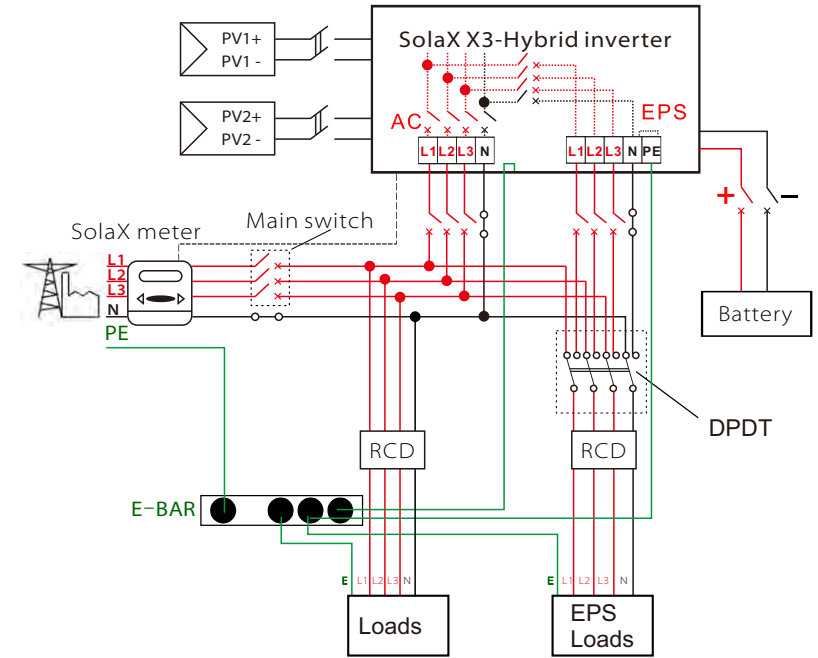 PV1+
PV1 -
SolaX X3-Hybrid inverter
PV2+
PV2 -
AC
EPS
L1 L2 L3 N
L1 L2 L3 N PE
+
−
SolaX meter
Main switch
L1
L2
L3
N
PE
Battery
DPDT
RCD
RCD
E-BAR
E L1 L2 L3 N
E L1 L2 L3 N
Loads
EPS
Loads